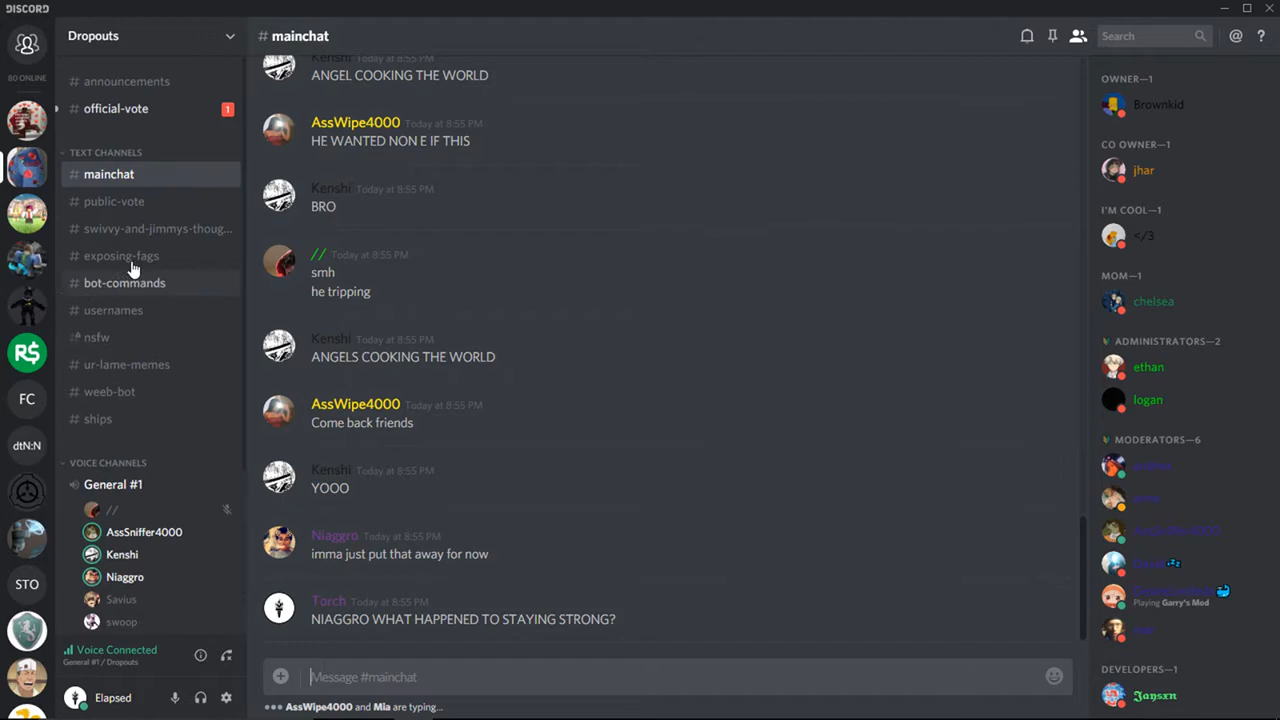 DISCORD
80 ONLINE
R$
FC
dtN:N
STO
Dropouts
# announcements
# official-vote 1
TEXT CHANNELS
# mainchat
# public-vote
# swivvy-and-jimmys-thoug...
# exposing-fags
# bot-commands
# usernames
# nsfw
# ur-lame-memes
# weeb-bot
# ships
VOICE CHANNELS
General #1
//
AssSniffer4000
Kenshi
Niaggro
Savius
swoop
Voice Connected
General #1 / Dropouts
Elapsed
# mainchat
Search
@ ?
Kenshi
ANGEL COOKING THE WORLD
AssWipe4000 Today at 8:55 PM
HE WANTED NON E IF THIS
Kenshi Today at 8:55 PM
BRO
// Today at 8:55 PM
smh
he tripping
Kenshi Today at 8:55 PM
ANGELS COOKING THE WORLD
AssWipe4000 Today at 8:55 PM
Come back friends
Kenshi Today at 8:55 PM
YOOO
Niaggro Today at 8:55 PM
imma just put that away for now
Torch Today at 8:55 PM
NIAGGRO WHAT HAPPENED TO STAYING STRONG?
Message #mainchat
AssWipe4000 and Mia are typing...
OWNER—1
Brownkid
CO OWNER—1
jhar
I'M COOL—1
</3
MOM—1
chelsea
ADMINISTRATORS—2
ethan
logan
MODERATORS—6
Playing Garry's Mod
DEVELOPERS—1
Jaysxn